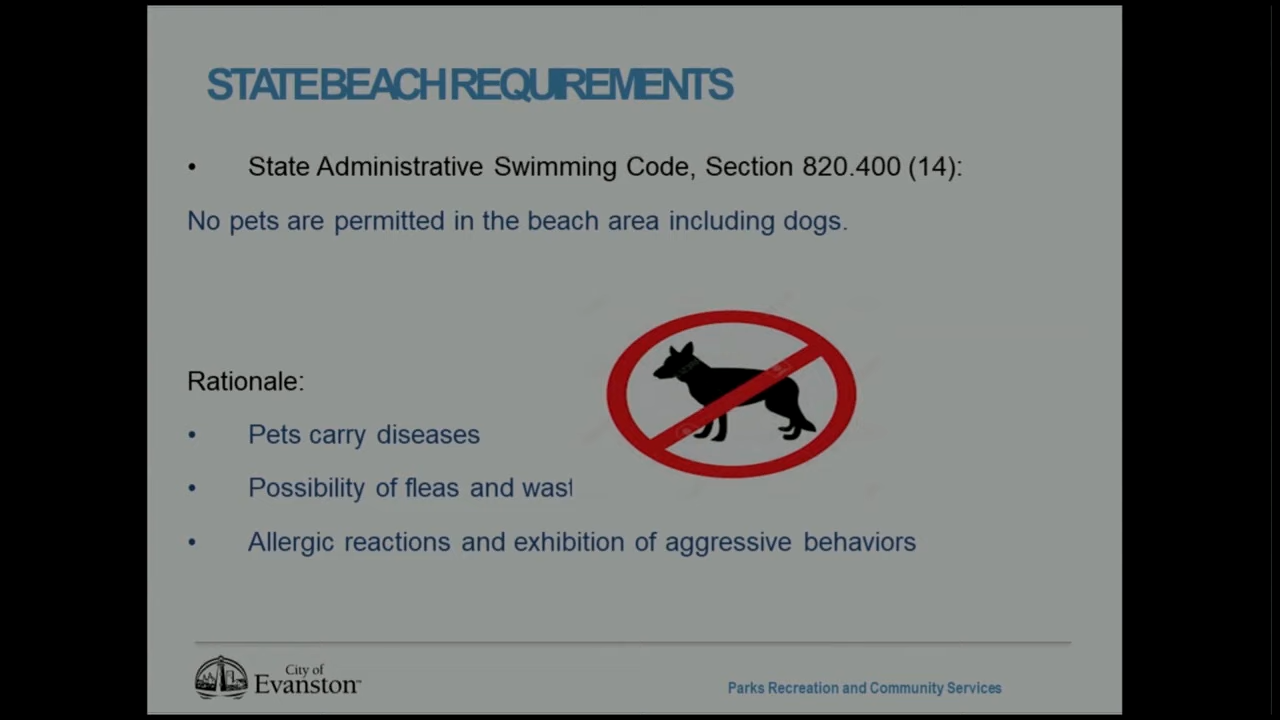 STATE BEACH REQUIREMENTS
• State Administrative Swimming Code, Section 820.400 (14):
No pets are permitted in the beach area including dogs.
Rationale:
• Pets carry diseases
• Possibility of fleas and wast
• Allergic reactions and exhibition of aggressive behaviors
City of
Evanston™
Parks Recreation and Community Services